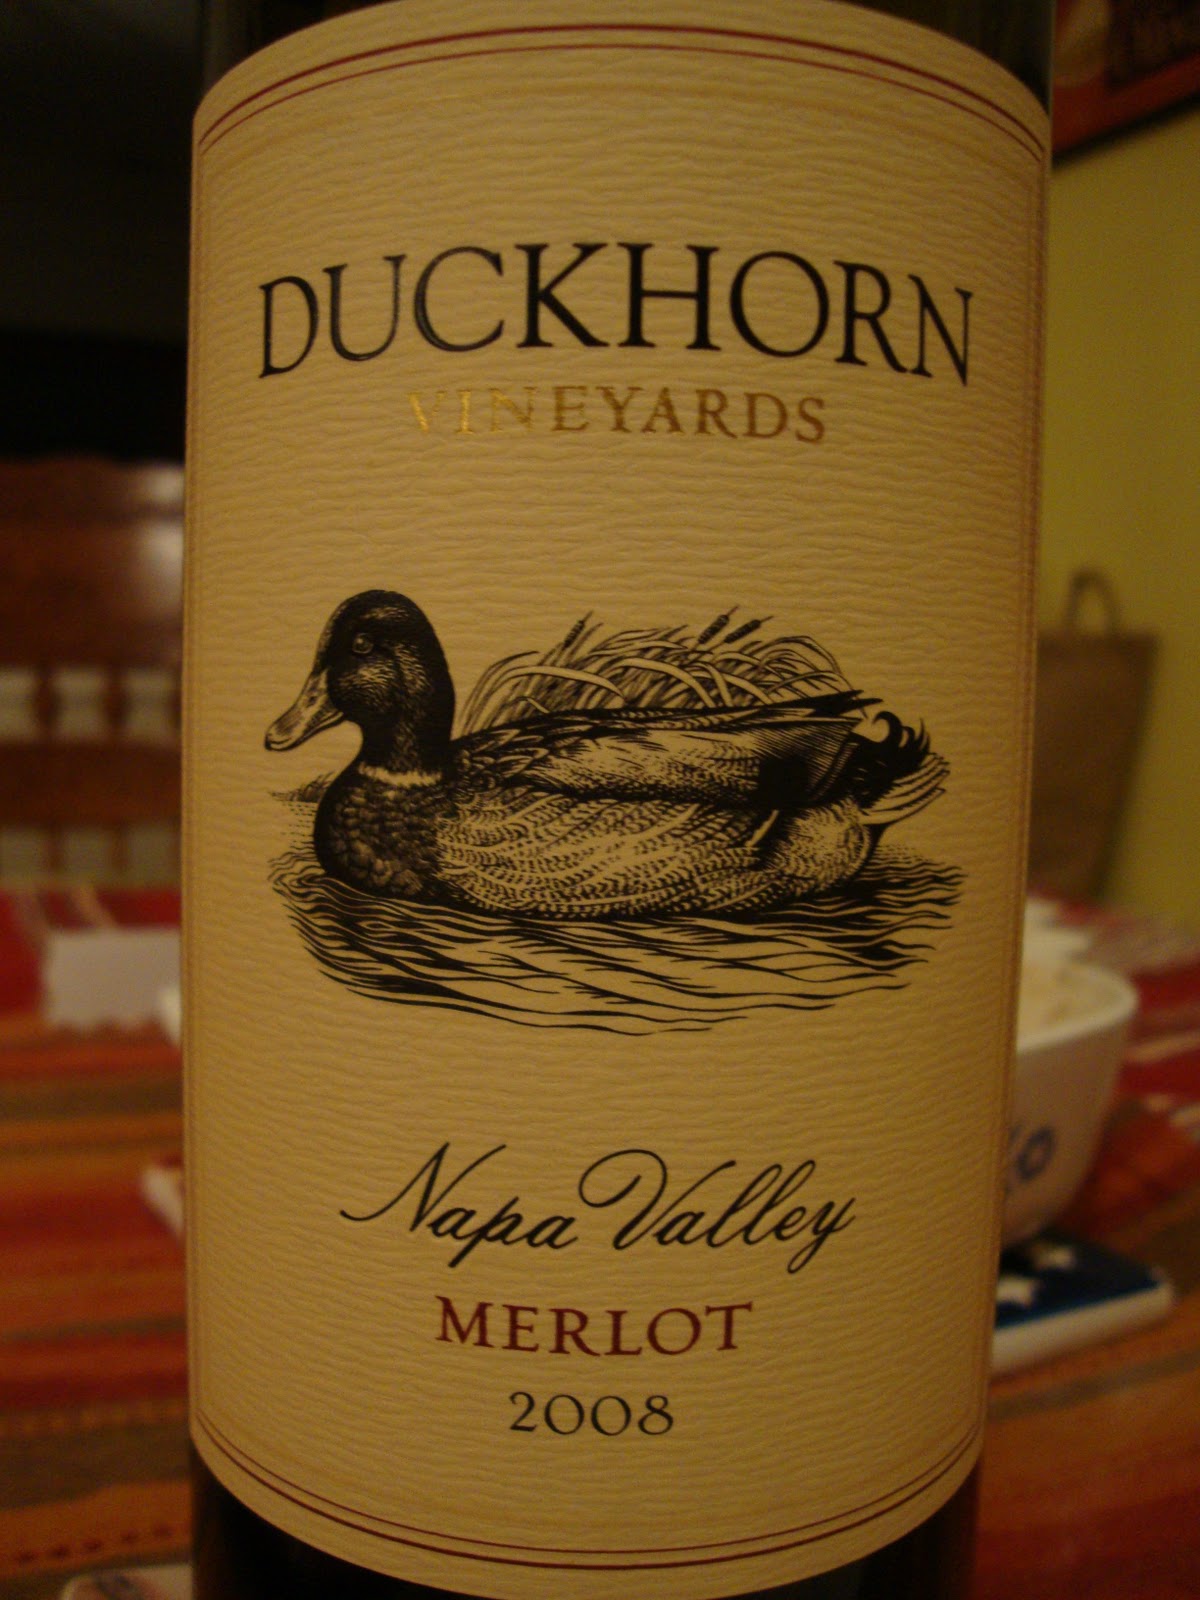 DUCKHORN
VINEYARDS
Napa Valley
MERLOT
2008